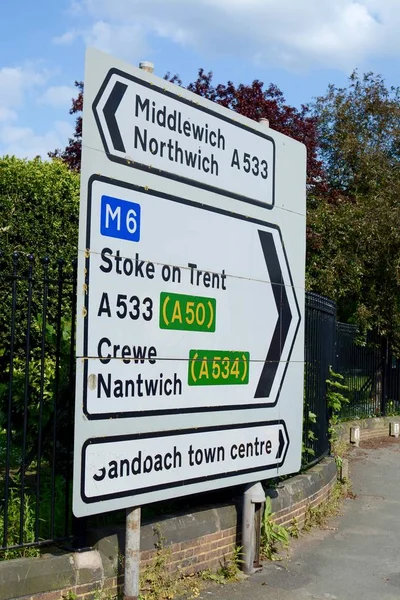 Middlewich
Northwich A533
M6
Stoke on Trent
A533 (A50)
Crewe
Nantwich (A534)
Sandbach town centre